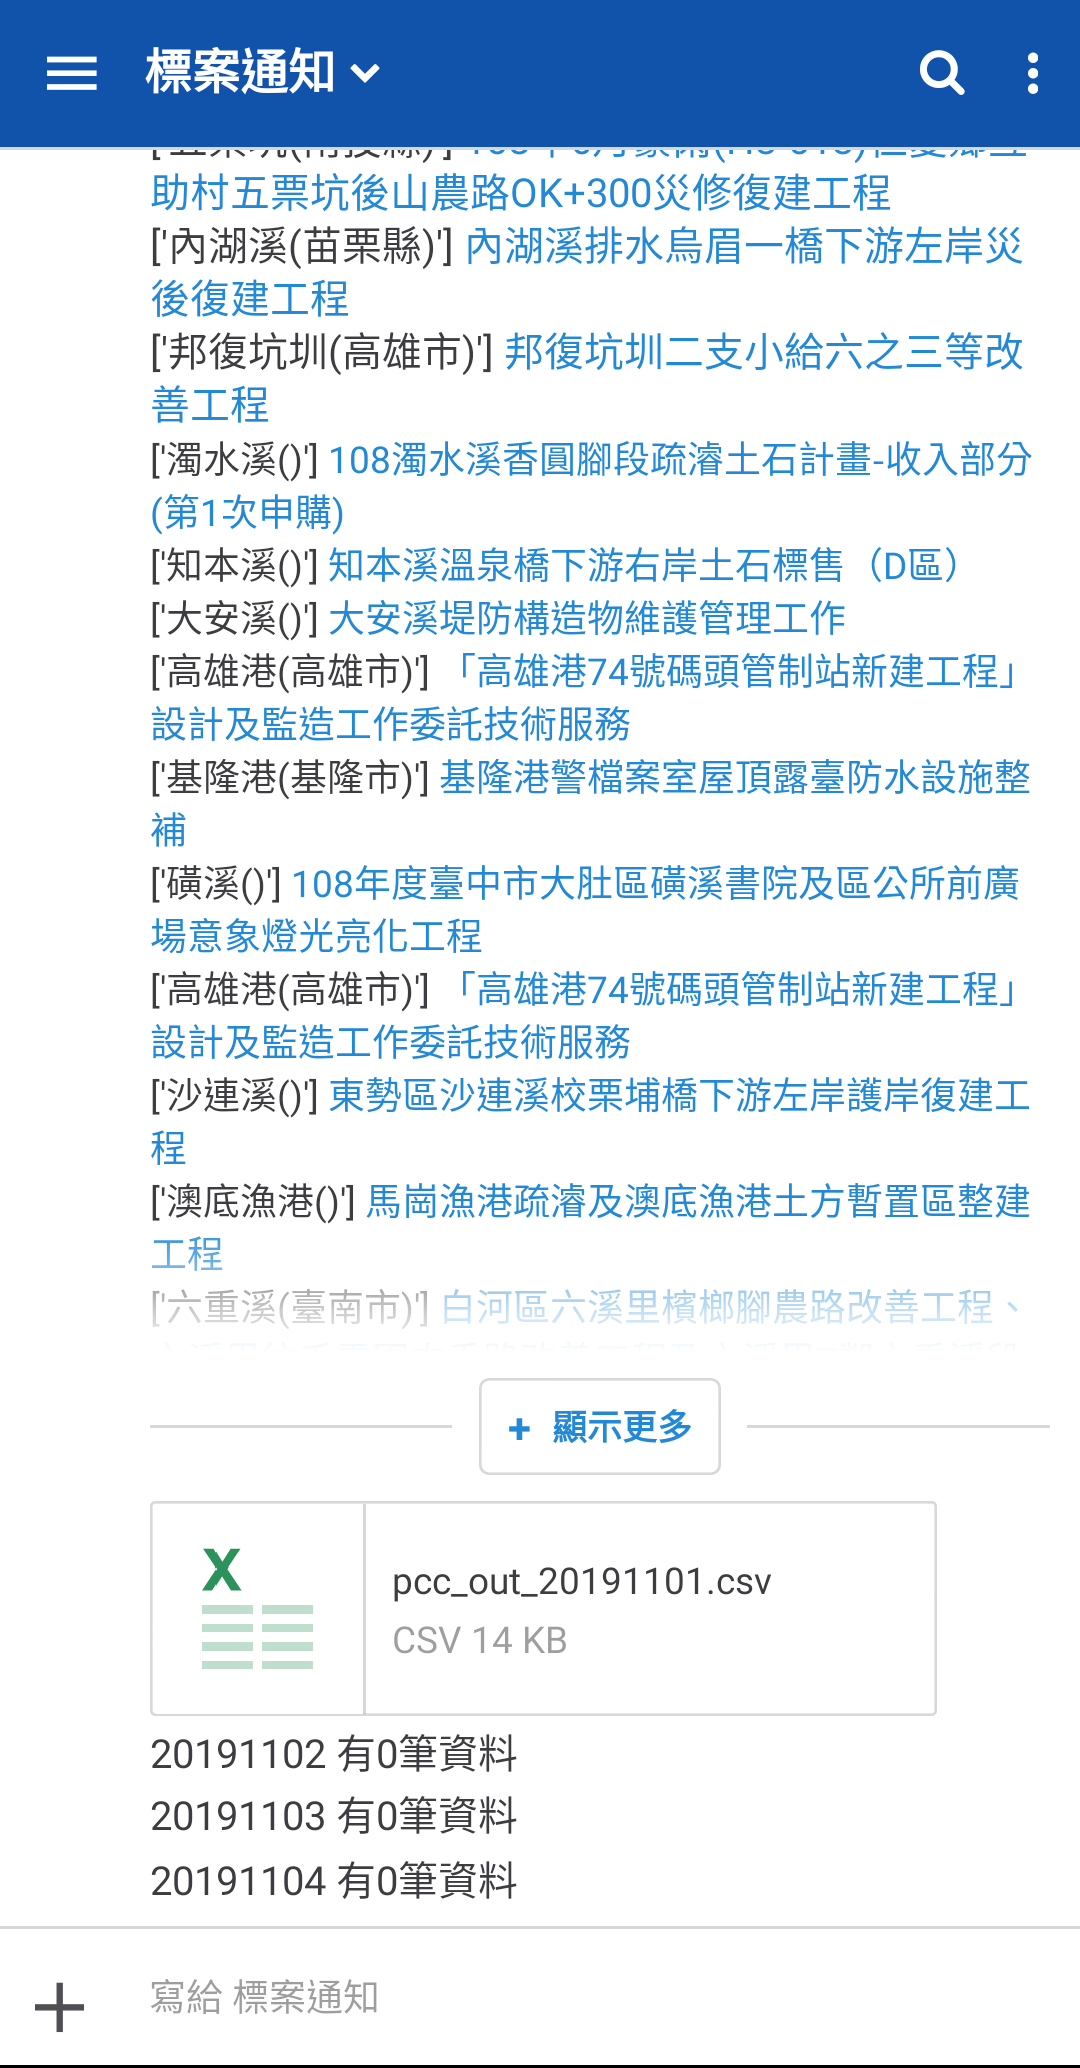 標案通知
助村五票坑後山農路OK+300災修復建工程
['內湖溪(苗栗縣)'] 內湖溪排水烏眉一橋下游左岸災
後復建工程
['邦復坑圳(高雄市)'] 邦復坑圳二支小給六之三等改
善工程
['濁水溪()'] 108濁水溪香圓腳段疏濬土石計畫-收入部分
(第1次申購)
['知本溪()'] 知本溪溫泉橋下游右岸土石標售（D區）
['大安溪()'] 大安溪堤防構造物維護管理工作
['高雄港(高雄市)'] 「高雄港74號碼頭管制站新建工程」
設計及監造工作委託技術服務
['基隆港(基隆市)'] 基隆港警檔案室屋頂露臺防水設施整
補
['磺溪()'] 108年度臺中市大肚區磺溪書院及區公所前廣
場意象燈光亮化工程
['高雄港(高雄市)'] 「高雄港74號碼頭管制站新建工程」
設計及監造工作委託技術服務
['沙連溪()'] 東勢區沙連溪校栗埔橋下游左岸護岸復建工
程
['澳底漁港()'] 馬崗漁港疏濬及澳底漁港土方暫置區整建
工程
['六重溪(臺南市)'] 白河區六溪里檳榔腳農路改善工程、
+ 顯示更多
X
pcc_out_20191101.csv
CSV 14 KB
20191102 有0筆資料
20191103 有0筆資料
20191104 有0筆資料
寫給 標案通知